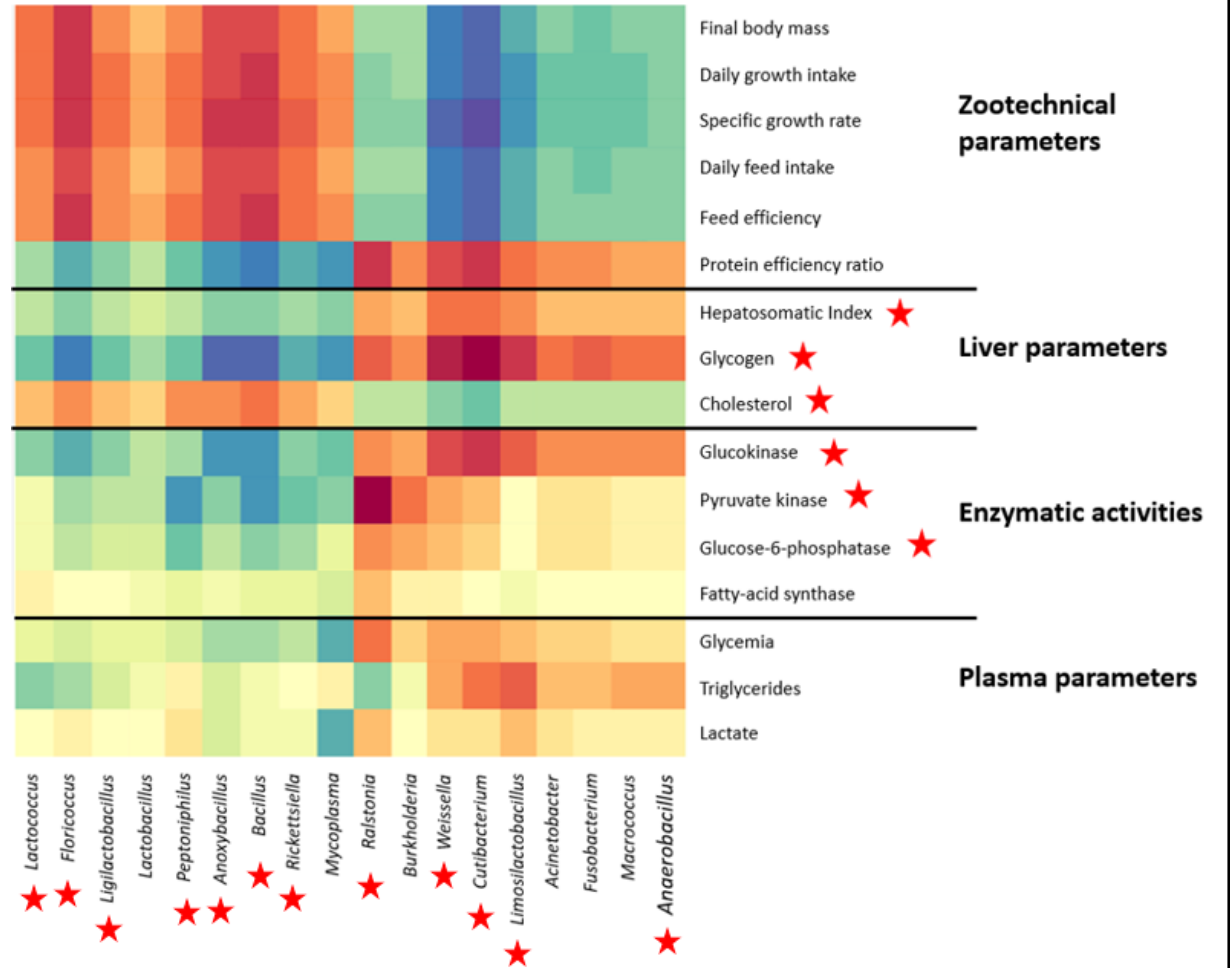 Final body mass
Daily growth intake
Specific growth rate
Daily feed intake
Feed efficiency
Protein efficiency ratio
Zootechnical
parameters
Hepatosomatic Index
Glycogen
Cholesterol
Liver parameters
Glucokinase
Pyruvate kinase
Glucose-6-phosphatase
Fatty-acid synthase
Enzymatic activities
Glycemia
Triglycerides
Lactate
Plasma parameters
Lactococcus
Floricoccus
Ligilactobacillus
Lactobacillus
Peptoniphilus
Anoxybacillus
Bacillus
Rickettsiella
Mycoplasma
Ralstonia
Burkholderia
Weissella
Cutibacterium
Limosilactobacillus
Acinetobacter
Fusobacterium
Macrococcus
Anaerobacillus